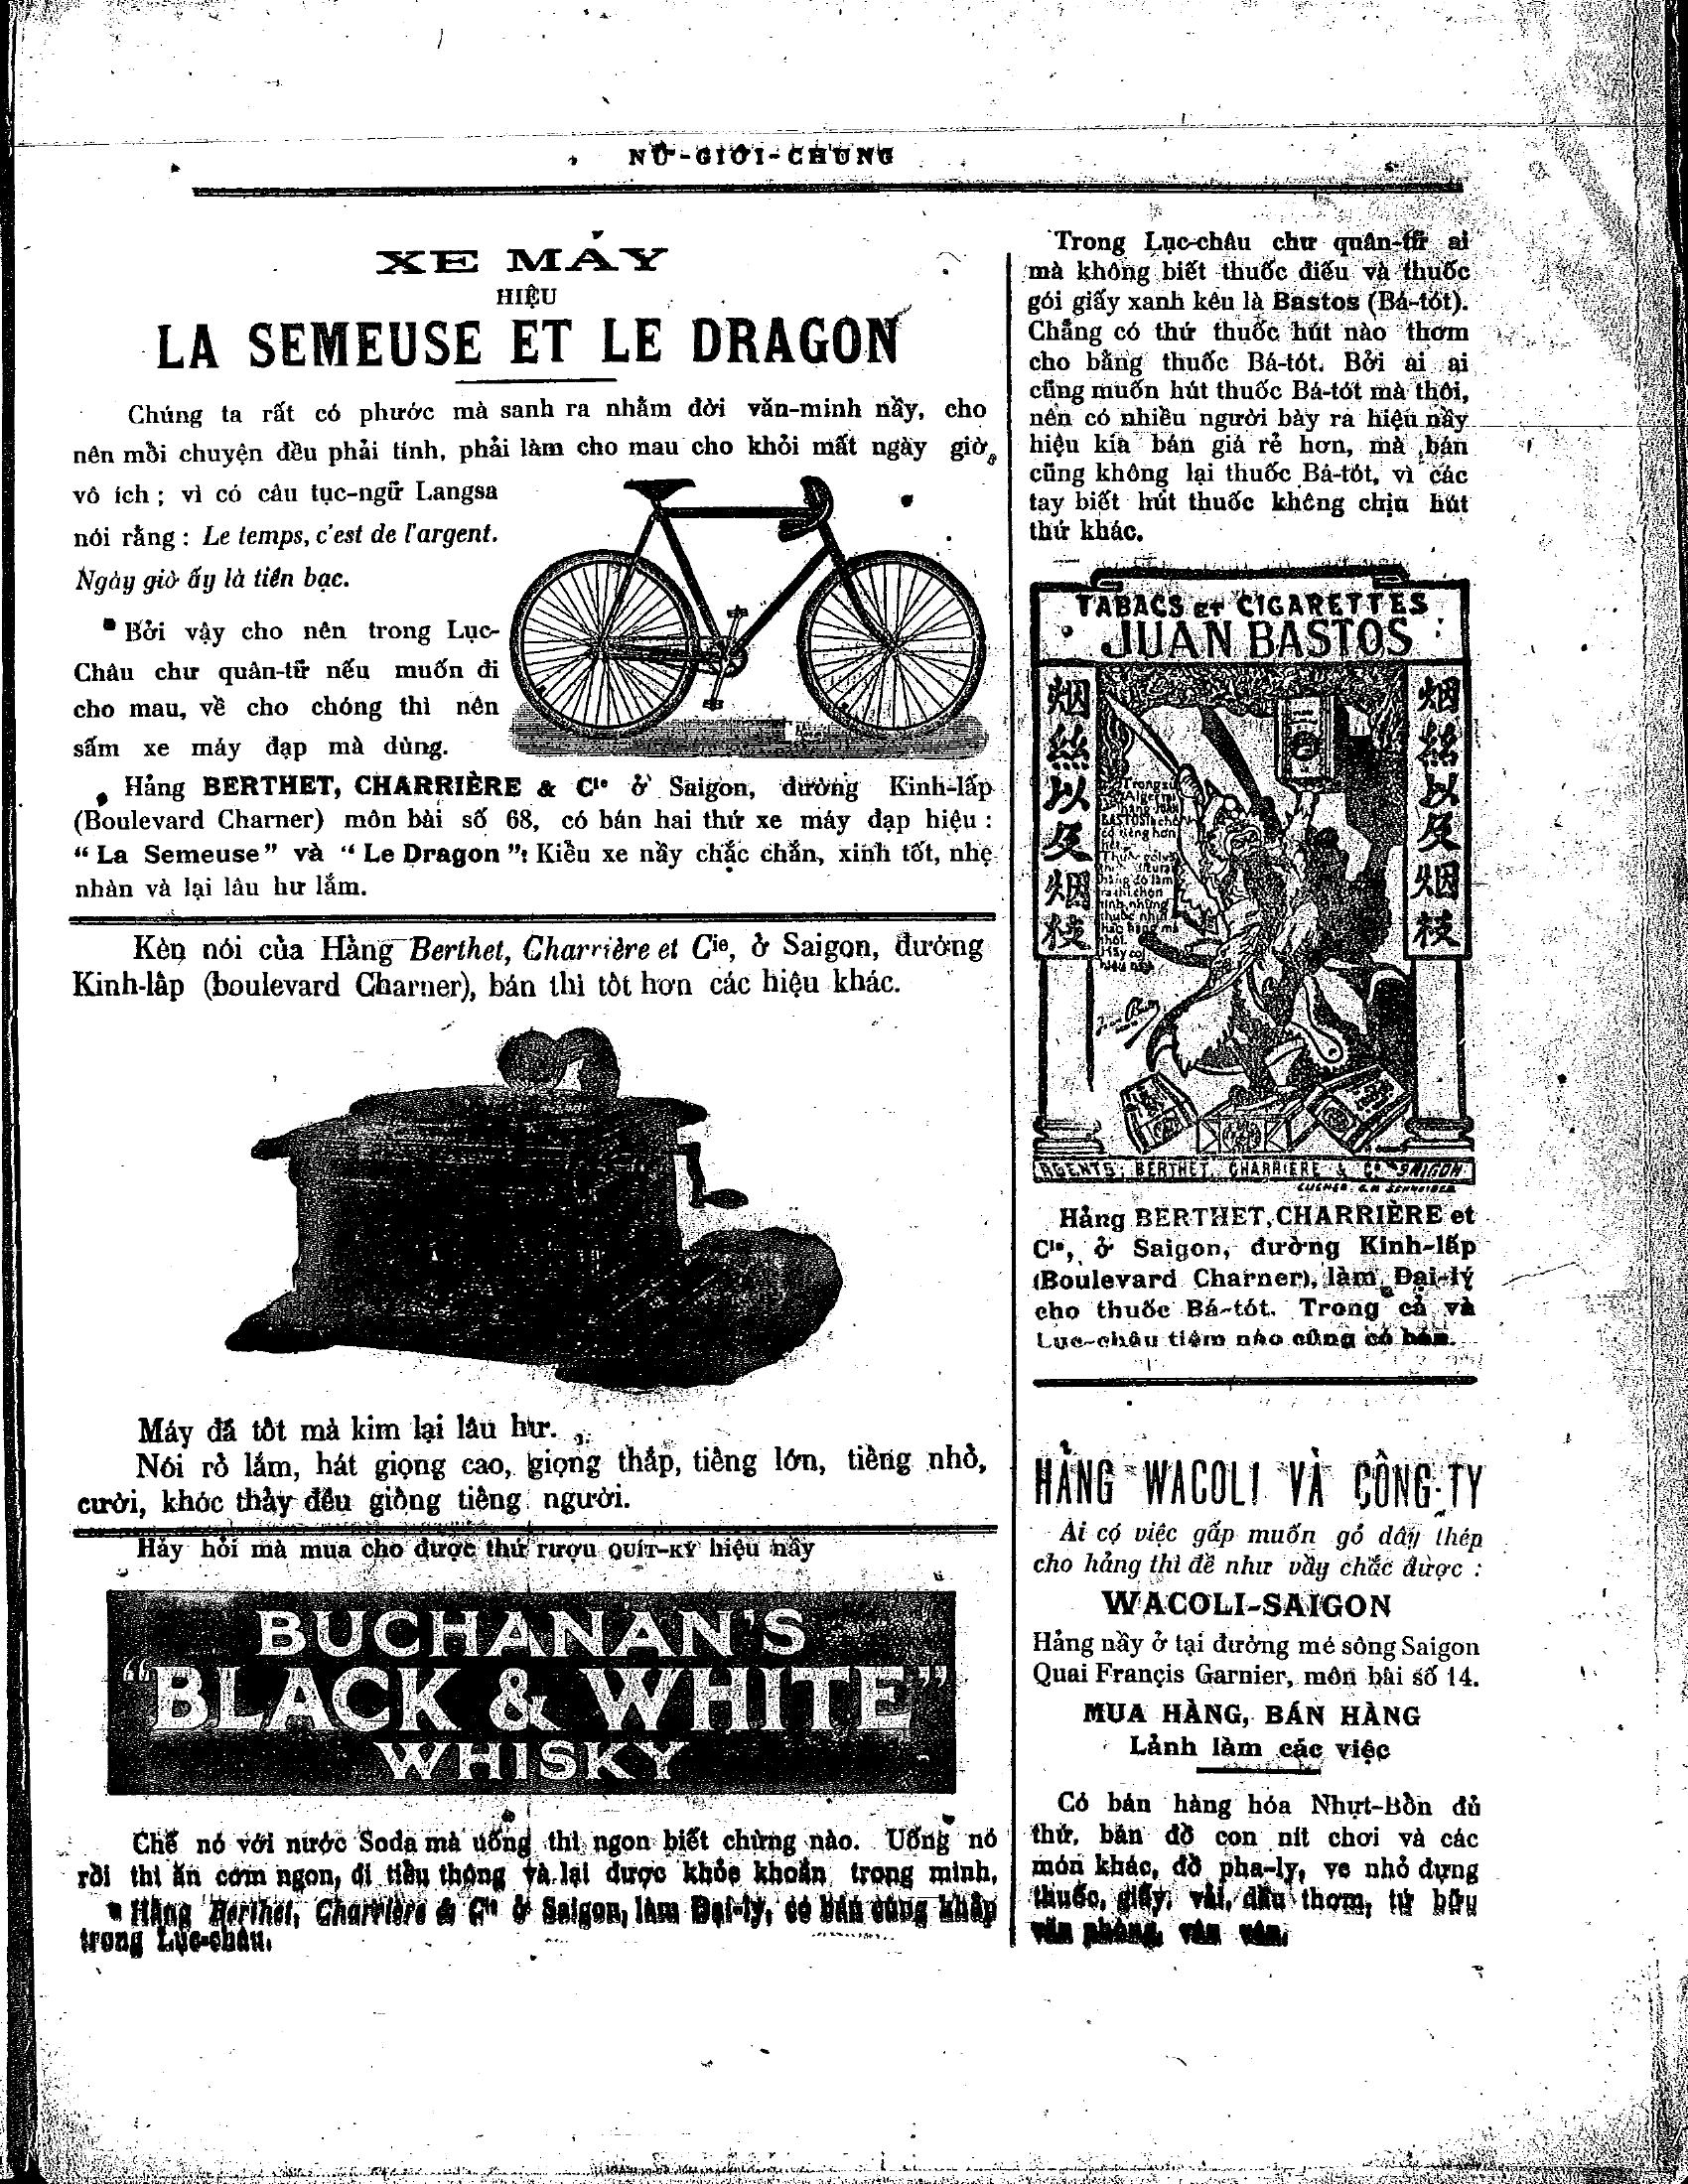 NỮ-GIỚI-CHUNG
XE MÁY
HIỆU
LA SEMEUSE ET LE DRAGON
Chúng ta rất có phước mà sanh ra nhằm đời văn-minh nầy, cho
nên mỗi chuyện đều phải tính, phải làm cho mau cho khỏi mất ngày giờ
vô ích ; vì có câu tục-ngữ Langsa
nói rằng : Le temps, c'est de l'argent.
Ngày giờ ấy là tiền bạc.
Bởi vậy cho nên trong Lục-
Châu chư quân-tữ nếu muốn đi
cho mau, về cho chóng thì nên
sấm xe máy đạp mà dùng.
Hảng BERTHET, CHARRIÈRE & Cie ở Saigon, đường Kinh-lấp
(Boulevard Charner) môn bài số 68, có bán hai thứ xe máy đạp hiệu :
“ La Semeuse ” và “ Le Dragon ”: Kiểu xe nầy chắc chắn, xinh tốt, nhẹ
nhàn và lại lâu hư lắm.
Kèn nói của Hảng Berthet, Charrière et Cie, ở Saigon, đường
Kinh-lấp (boulevard Charner), bán thì tốt hơn các hiệu khác.
Máy đã tốt mà kim lại lâu hư.
Nói rỏ lắm, hát giọng cao, giọng thấp, tiếng lớn, tiếng nhỏ,
cười, khóc thảy đều giống tiếng người.
Hảy hỏi mà mua cho được thứ rượu QUÍT-KỲ hiệu nầy
BUCHANAN'S
“BLACK & WHITE”
WHISKY
Chế nó với nước Soda mà uống thì ngon biết chừng nào. Uống nó
rồi thì ăn cơm ngon, đi tiểu thông và lại được khỏe khoắn trong mình,
Hảng Berthet, Charrière & Cie ở Saigon, làm Đại-lý, có bán cùng khắp
trong Lục-châu.
Trong Lục-châu chư quân-tữ ai
mà không biết thuốc điếu và thuốc
gói giấy xanh kêu là Bastos (Bá-tót).
Chẳng có thứ thuốc hút nào thơm
cho bằng thuốc Bá-tót. Bởi ai ai
cũng muốn hút thuốc Bá-tót mà thôi,
nên có nhiều người bày ra hiệu nầy
hiệu kia bán giá rẻ hơn, mà bán
cũng không lại thuốc Bá-tót, vì các
tay biết hút thuốc không chịu hút
thứ khác.
TABACS et CIGARETTES
JUAN BASTOS
烟絲以及烟枝
烟絲以及烟枝
AGENTS: BERTHET, CHARRIÈRE & Cie SAIGON
Hảng BERTHET, CHARRIÈRE et
Cie, ở Saigon, đường Kinh-lấp
(Boulevard Charner), làm Đại-lý
cho thuốc Bá-tót. Trong cả và
Lục-châu tiệm nào cũng có bán.
HẢNG WACOLI VÀ CÔNG-TY
Ai cọ việc gấp muốn gỏ dây thép
cho hảng thì đề như vầy chắc được :
WACOLI-SAIGON
Hảng nầy ở tại đường mé sông Saigon
Quai Françis Garnier, môn bài số 14.
MUA HÀNG, BÁN HÀNG
Lảnh làm các việc
Có bán hàng hóa Nhựt-Bồn đủ
thứ, bán đồ con nít chơi và các
món khác, đồ pha-ly, ve nhỏ đựng
thuốc, giấy, vải, dầu thơm, tứ bữu
văn phòng, vân vân.